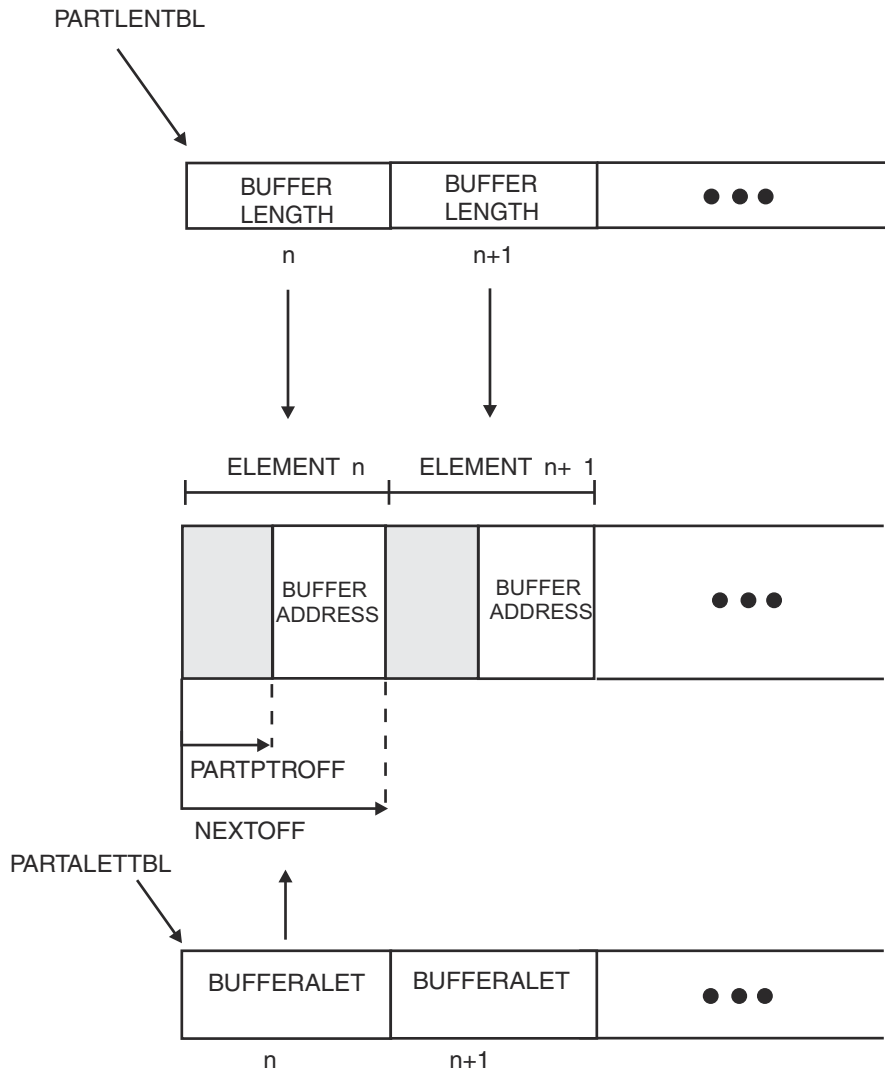 PARTLENTBL
BUFFER
LENGTH
BUFFER
LENGTH
n
n+1
ELEMENT n
ELEMENT n+ 1
BUFFER
ADDRESS
BUFFER
ADDRESS
PARTPTROFF
NEXTOFF
PARTALETTBL
BUFFERALET
BUFFERALET
n
n+1